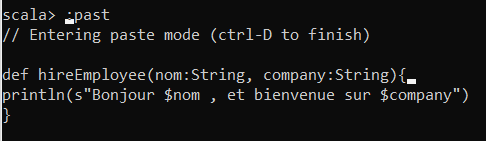 scala> :past
// Entering paste mode (ctrl-D to finish)
def hireEmployee(nom:String, company:String){
println(s"Bonjour $nom , et bienvenue sur $company")
}